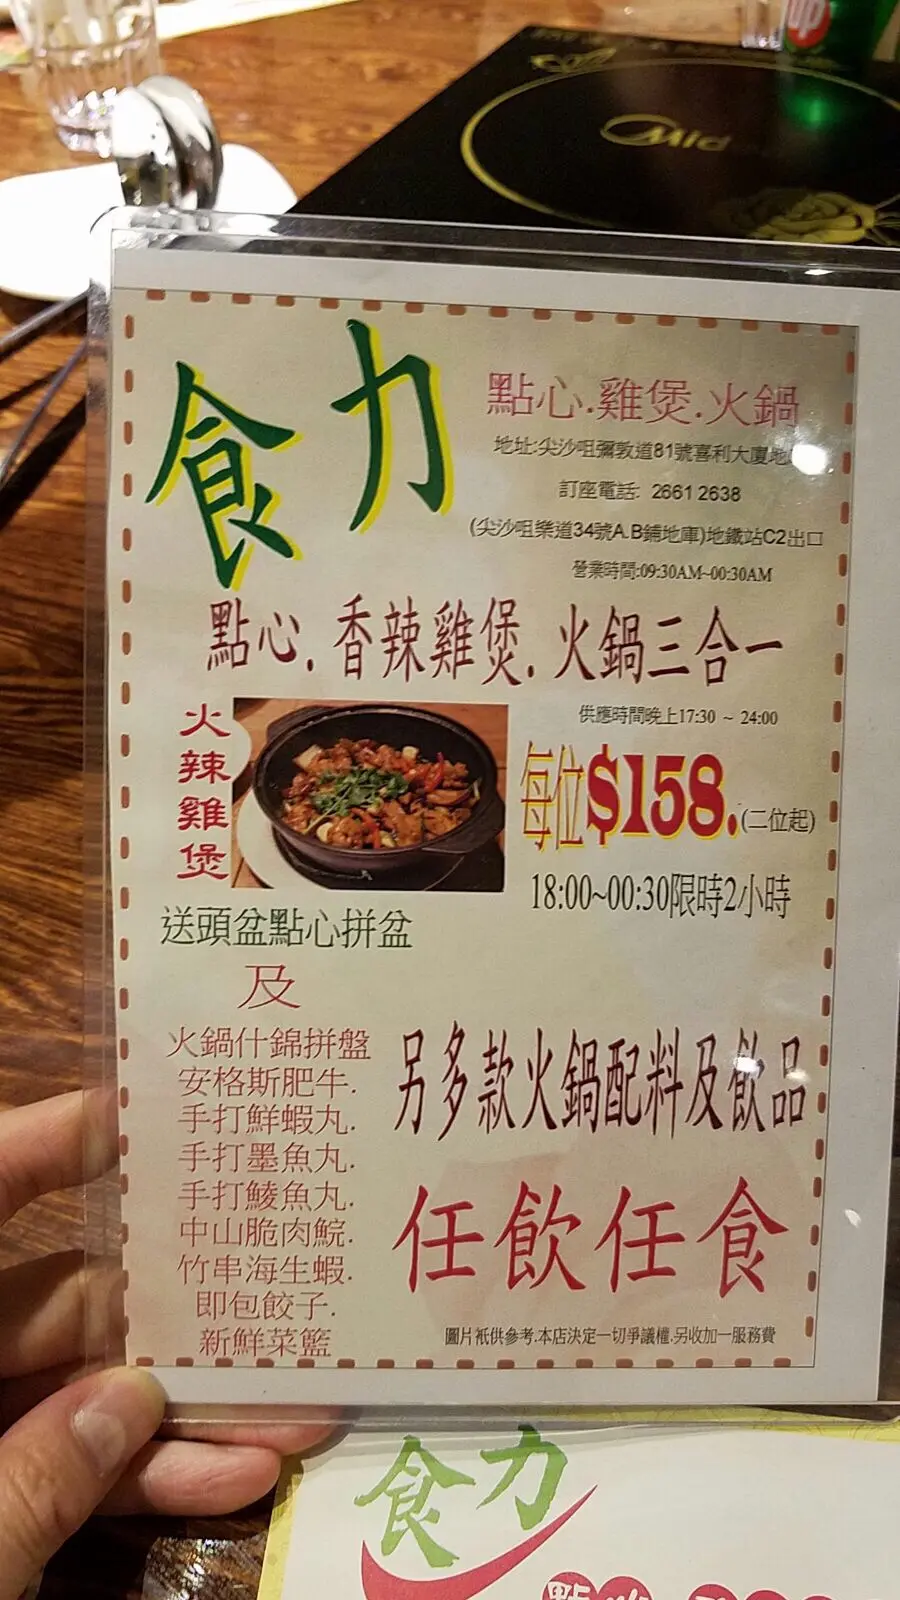 up
Mid
食力
點心.雞煲.火鍋
地址:尖沙咀彌敦道81號喜利大廈地
訂座電話: 2661 2638
(尖沙咀樂道34號A.B鋪地庫)地鐵站C2出口
營業時間:09:30AM~00:30AM
點心.香辣雞煲.火鍋三合一
火辣雞煲
供應時間晚上17:30 ~ 24:00
每位$158.(二位起)
18:00~00:30限時2小時
送頭盆點心拼盆
及
火鍋什錦拼盤
安格斯肥牛.
手打鮮蝦丸.
手打墨魚丸.
手打鯪魚丸.
中山脆肉鯇.
竹串海生蝦.
即包餃子.
新鮮菜籃
另多款火鍋配料及飲品
任飲任食
圖片衹供參考.本店決定一切爭議權.另收加一服務費
食力
點心